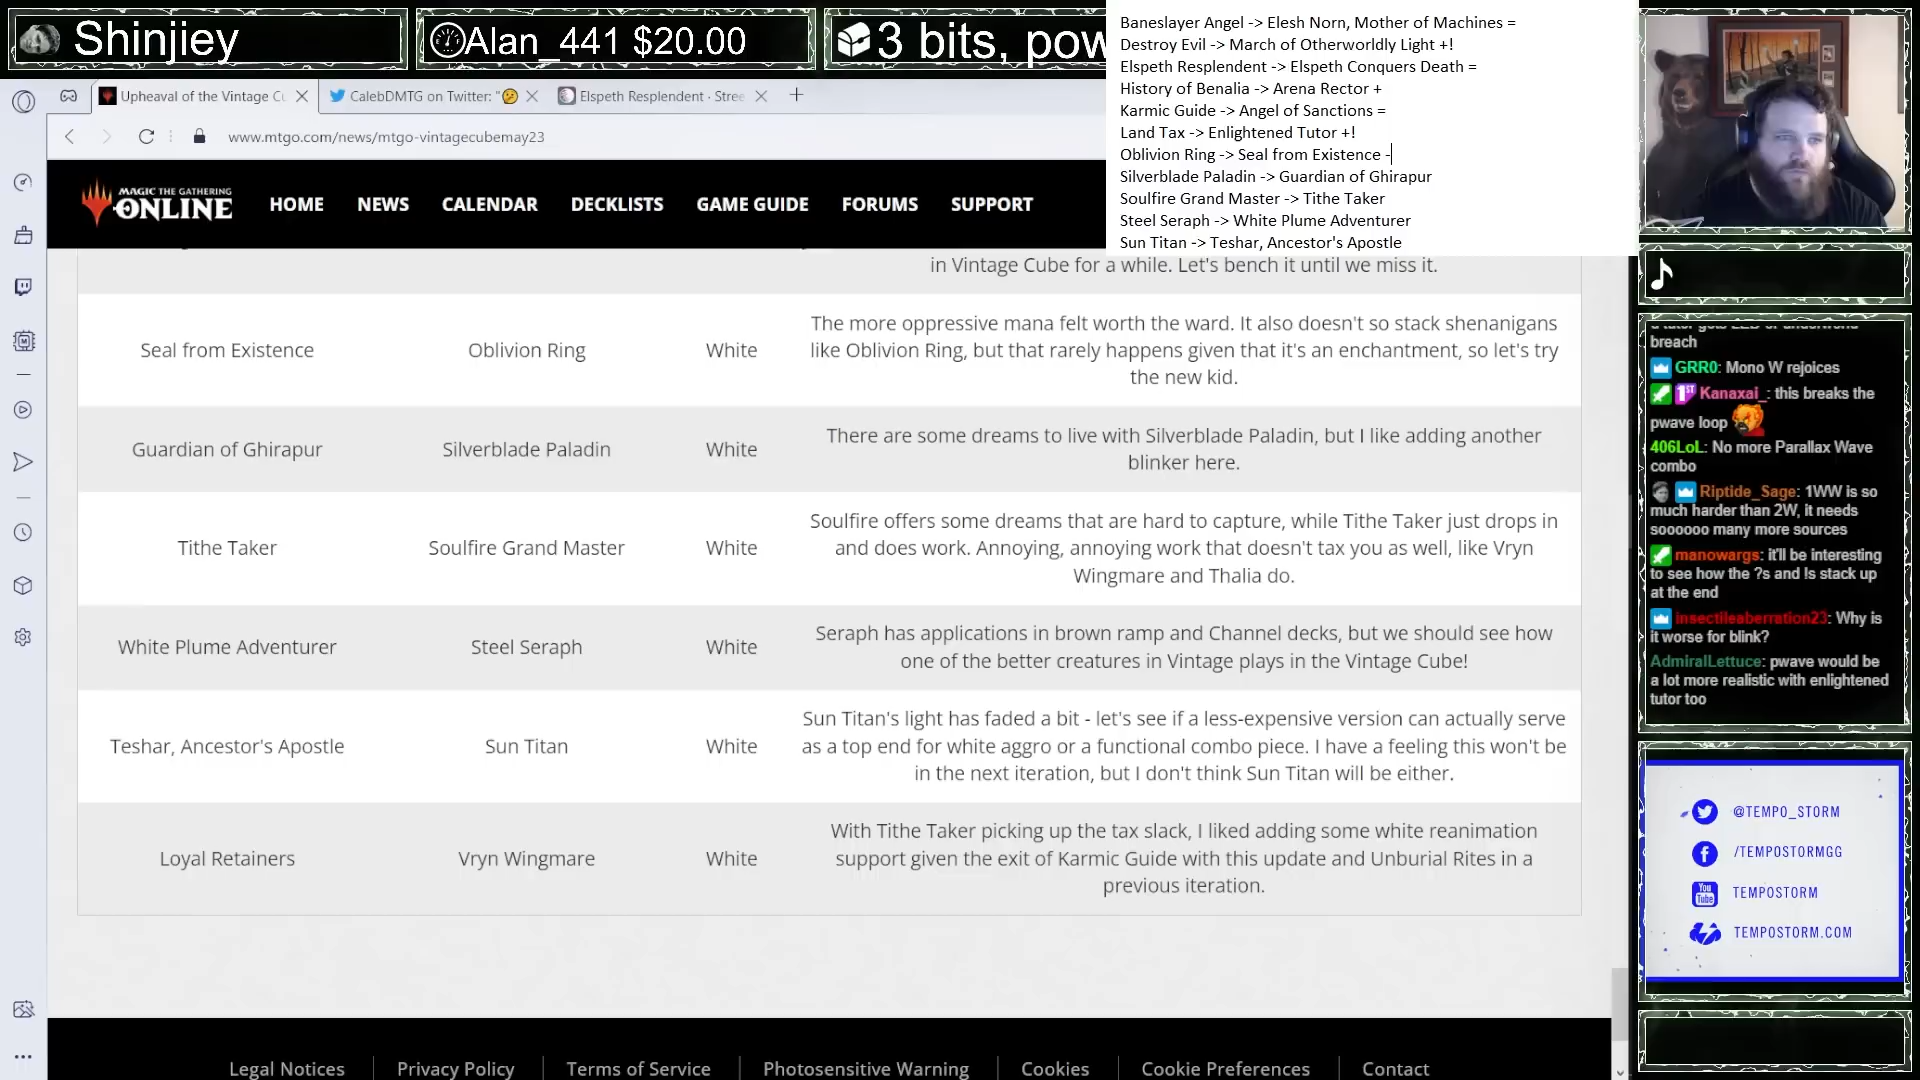 Shinjiey
Alan_441 $20.00
3 bits, pow
Baneslayer Angel -> Elesh Norn, Mother of Machines =
Destroy Evil -> March of Otherworldly Light +!
Elspeth Resplendent -> Elspeth Conquers Death =
History of Benalia -> Arena Rector +
Karmic Guide -> Angel of Sanctions =
Land Tax -> Enlightened Tutor +!
Oblivion Ring -> Seal from Existence -
Silverblade Paladin -> Guardian of Ghirapur
Soulfire Grand Master -> Tithe Taker
Steel Seraph -> White Plume Adventurer
Sun Titan -> Teshar, Ancestor's Apostle
Upheaval of the Vintage Cu
CalebDMTG on Twitter: "
Elspeth Resplendent · Stree
www.mtgo.com/news/mtgo-vintagecubemay23
MAGIC THE GATHERING
ONLINE
HOME
NEWS
CALENDAR
DECKLISTS
GAME GUIDE
FORUMS
SUPPORT
in Vintage Cube for a while. Let's bench it until we miss it.
Seal from Existence
Oblivion Ring
White
The more oppressive mana felt worth the ward. It also doesn't so stack shenanigans
like Oblivion Ring, but that rarely happens given that it's an enchantment, so let's try
the new kid.
Guardian of Ghirapur
Silverblade Paladin
White
There are some dreams to live with Silverblade Paladin, but I like adding another
blinker here.
Tithe Taker
Soulfire Grand Master
White
Soulfire offers some dreams that are hard to capture, while Tithe Taker just drops in
and does work. Annoying, annoying work that doesn't tax you as well, like Vryn
Wingmare and Thalia do.
White Plume Adventurer
Steel Seraph
White
Seraph has applications in brown ramp and Channel decks, but we should see how
one of the better creatures in Vintage plays in the Vintage Cube!
Teshar, Ancestor's Apostle
Sun Titan
White
Sun Titan's light has faded a bit - let's see if a less-expensive version can actually serve
as a top end for white aggro or a functional combo piece. I have a feeling this won't be
in the next iteration, but I don't think Sun Titan will be either.
Loyal Retainers
Vryn Wingmare
White
With Tithe Taker picking up the tax slack, I liked adding some white reanimation
support given the exit of Karmic Guide with this update and Unburial Rites in a
previous iteration.
Legal Notices
Privacy Policy
Terms of Service
Photosensitive Warning
Cookies
Cookie Preferences
Contact
breach
GRR0: Mono W rejoices
1ST Kanaxai_: this breaks the
pwave loop
406LoL: No more Parallax Wave
combo
Riptide_Sage: 1WW is so
much harder than 2W, it needs
soooooo many more sources
manowargs: it'll be interesting
to see how the ?s and !s stack up
at the end
insectileaberration23: Why is
it worse for blink?
AdmiralLettuce: pwave would be
a lot more realistic with enlightened
tutor too
@TEMPO_STORM
/TEMPOSTORMGG
You
Tube
TEMPOSTORM
TEMPOSTORM.COM